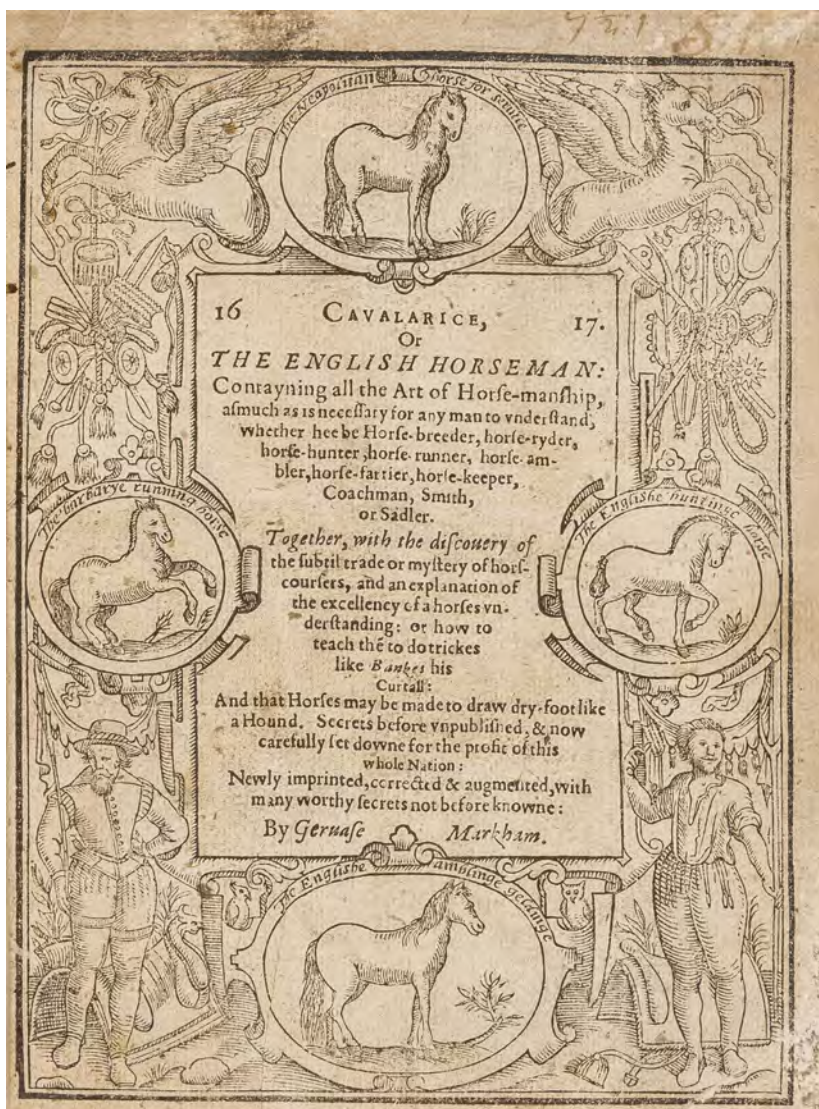 The Neapolitan horse for seruise
16 CAVALARICE, 17.
Or
THE ENGLISH HORSEMAN:
Contayning all the Art of Horſe-manſhip,
aſmuch as is neceſſary for any man to vnderſtand,
whether hee be Horſe-breeder, horſe-ryder,
horſe-hunter, horſe-runner, horſe-am-
bler, horſe-farrier, horſe-keeper,
Coachman, Smith,
or Sadler.
Together, with the diſcouery of
the ſubtil trade or myſtery of horſ-
courſers, and an explanation of
the excellency of a horſes vn-
derſtanding: or how to
teach thē to do trickes
like Bankes his
Curtall:
And that Horſes may be made to draw dry-foot like
a Hound. Secrets before vnpubliſhed, & now
carefully ſet downe for the profit of this
whole Nation:
Newly imprinted, corrected & augmented, with
many worthy ſecrets not before knowne:
By Geruaſe Markham.
The barbarye running horſe
The Engliſhe huntinge horſe
The Engliſhe amblinge geldinge